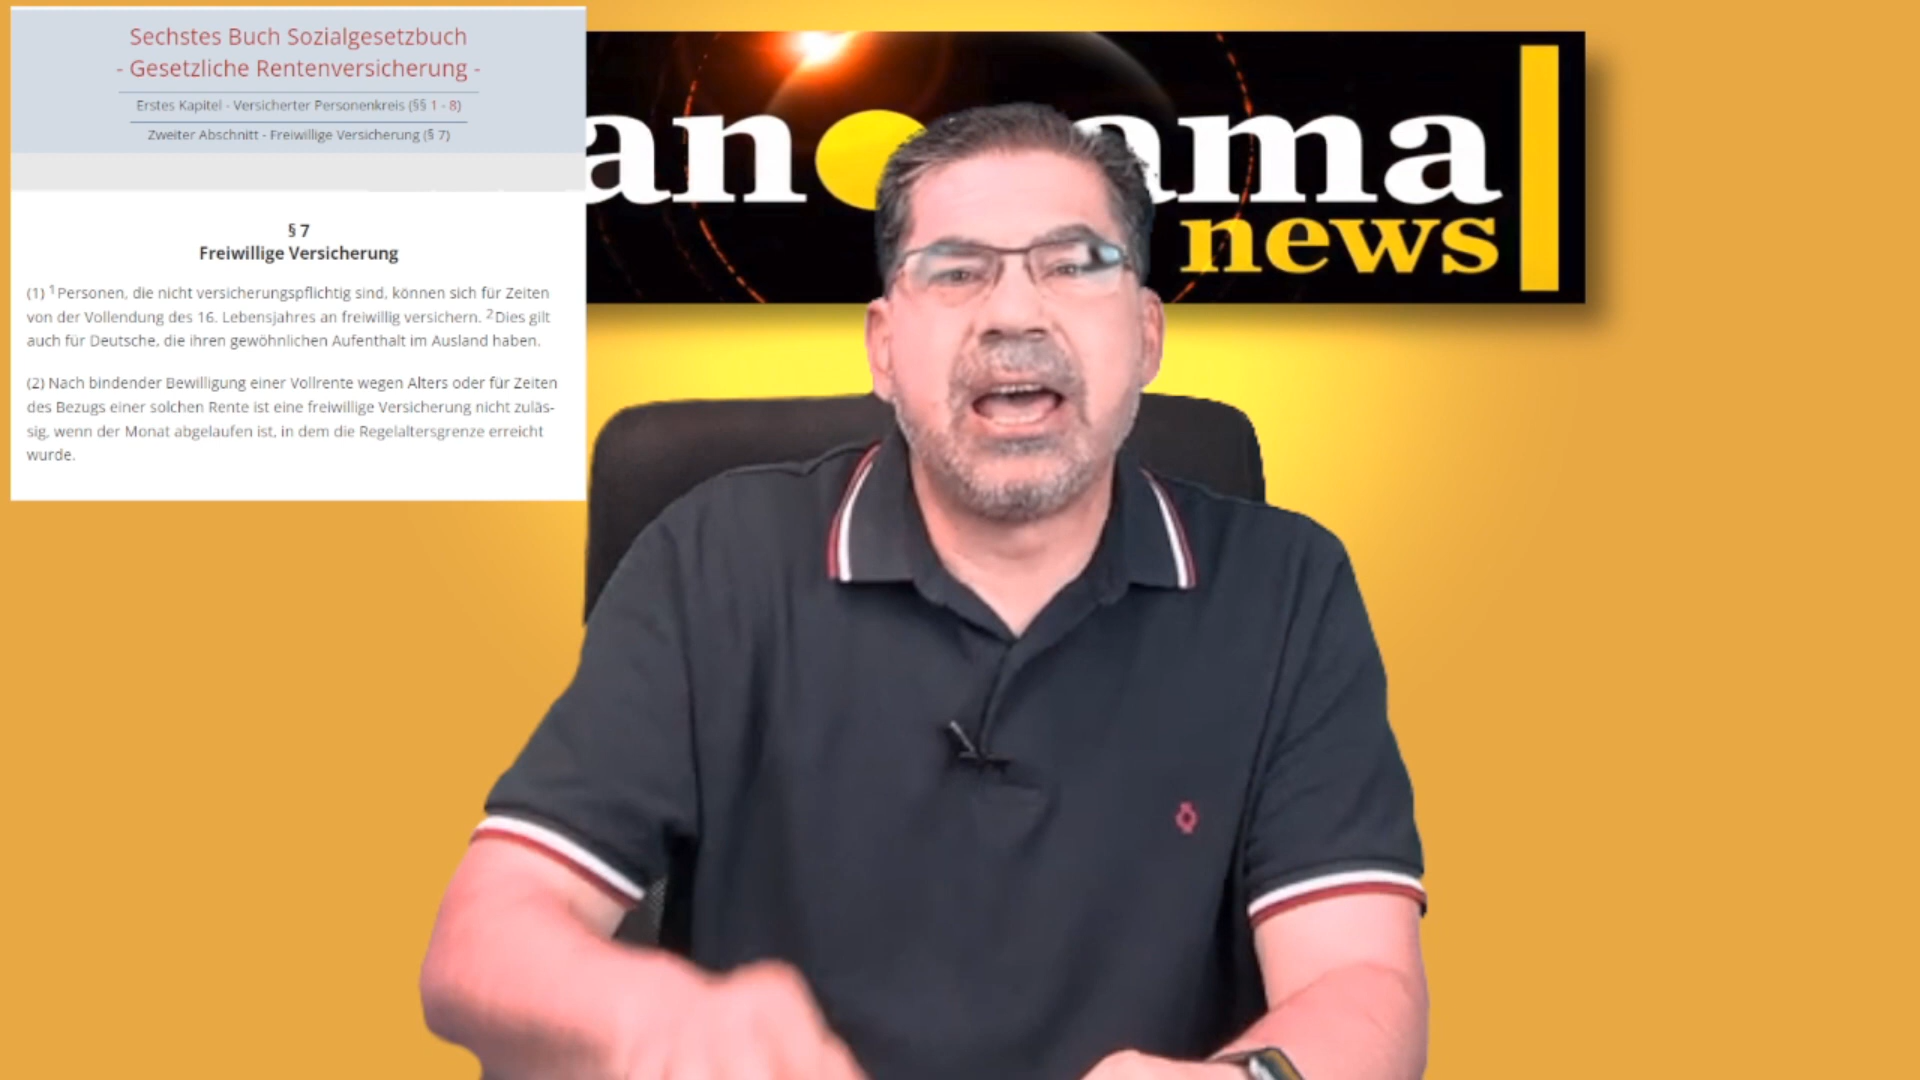 Sechstes Buch Sozialgesetzbuch
- Gesetzliche Rentenversicherung -
Erstes Kapitel - Versicherter Personenkreis (§§ 1 - 8)
Zweiter Abschnitt - Freiwillige Versicherung (§ 7)
§ 7
Freiwillige Versicherung
(1) ¹Personen, die nicht versicherungspflichtig sind, können sich für Zeiten
von der Vollendung des 16. Lebensjahres an freiwillig versichern. ²Dies gilt
auch für Deutsche, die ihren gewöhnlichen Aufenthalt im Ausland haben.
(2) Nach bindender Bewilligung einer Vollrente wegen Alters oder für Zeiten
des Bezugs einer solchen Rente ist eine freiwillige Versicherung nicht zuläs-
sig, wenn der Monat abgelaufen ist, in dem die Regelaltersgrenze erreicht
wurde.
an ama
news